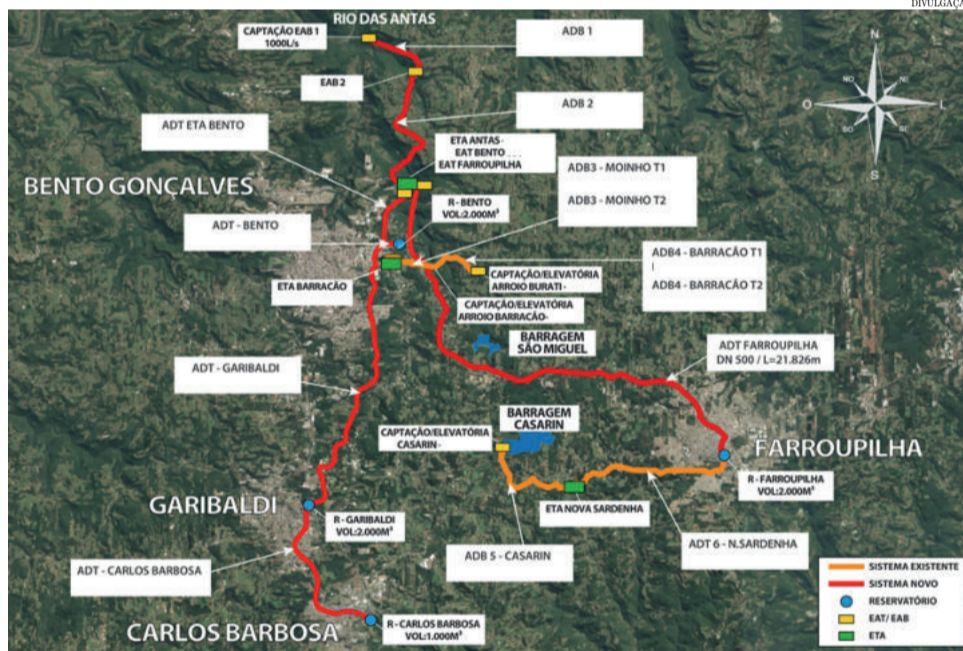 DIVULGAÇÃ
RIO DAS ANTAS
CAPTAÇÃO EAB 1
1000L/s
ADB 1
EAB 2
ADB 2
ADT ETA BENTO
ETA ANTAS -
EAT BENTO
EAT FARROUPILHA
ADB3 - MOINHO T1
ADB3 - MOINHO T2
BENTO GONÇALVES
R - BENTO
VOL:2.000M³
ADT - BENTO
ADB4 - BARRACÃO T1
ADB4 - BARRACÃO T2
ETA BARRACÃO
CAPTAÇÃO/ELEVATÓRIA
ARROIO BURATI -
CAPTAÇÃO/ELEVATÓRIA
ARROIO BARRACÃO-
BARRAGEM
SÃO MIGUEL
ADT FARROUPILHA
DN 500 / L=21.826m
ADT - GARIBALDI
BARRAGEM
CASARIN
CAPTAÇÃO/ELEVATÓRIA
CASARIN -
FARROUPILHA
R - FARROUPILHA
VOL:2.000M³
GARIBALDI
R - GARIBALDI
VOL:2.000M³
ETA NOVA SARDENHA
ADB 5 - CASARIN
ADT 6 - N.SARDENHA
ADT - CARLOS BARBOSA
CARLOS BARBOSA
R - CARLOS BARBOSA
VOL:1.000M³
N
NO
NE
O
L
SO
SE
S
SISTEMA EXISTENTE
SISTEMA NOVO
RESERVATÓRIO
EAT/ EAB
ETA